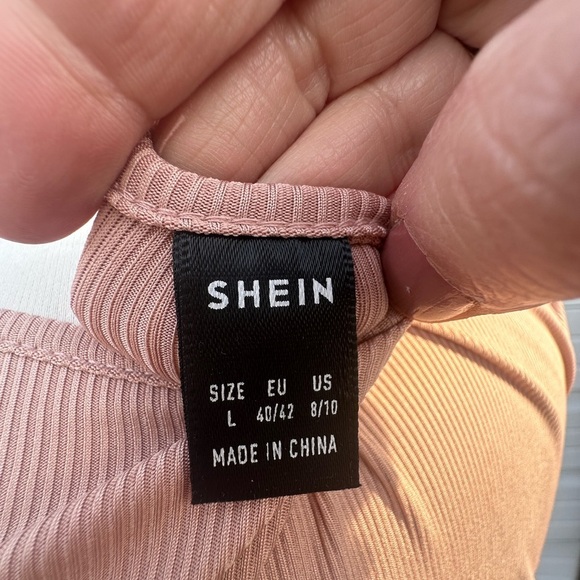 SHEIN
SIZE EU US
L 40/42 8/10
MADE IN CHINA